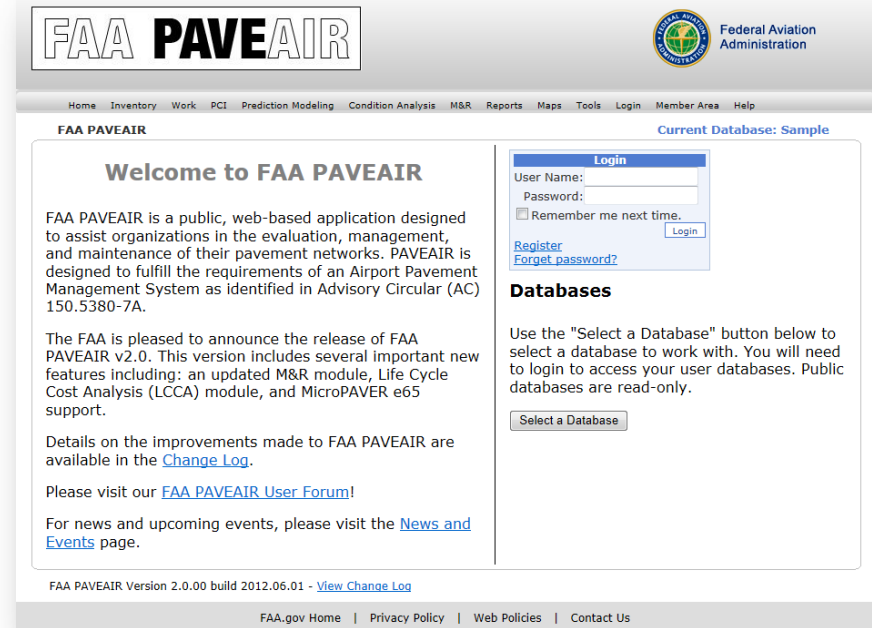 FAA PAVEAIR
Federal Aviation
Administration
Home Inventory Work PCI Prediction Modeling Condition Analysis M&R Reports Maps Tools Login Member Area Help
FAA PAVEAIR
Current Database: Sample
Welcome to FAA PAVEAIR
FAA PAVEAIR is a public, web-based application designed
to assist organizations in the evaluation, management,
and maintenance of their pavement networks. PAVEAIR is
designed to fulfill the requirements of an Airport Pavement
Management System as identified in Advisory Circular (AC)
150.5380-7A.
The FAA is pleased to announce the release of FAA
PAVEAIR v2.0. This version includes several important new
features including: an updated M&R module, Life Cycle
Cost Analysis (LCCA) module, and MicroPAVER e65
support.
Details on the improvements made to FAA PAVEAIR are
available in the Change Log.
Please visit our FAA PAVEAIR User Forum!
For news and upcoming events, please visit the News and
Events page.
Login
User Name:
Password:
Remember me next time.
Login
Register
Forget password?
Databases
Use the "Select a Database" button below to
select a database to work with. You will need
to login to access your user databases. Public
databases are read-only.
Select a Database
FAA PAVEAIR Version 2.0.00 build 2012.06.01 - View Change Log
FAA.gov Home | Privacy Policy | Web Policies | Contact Us